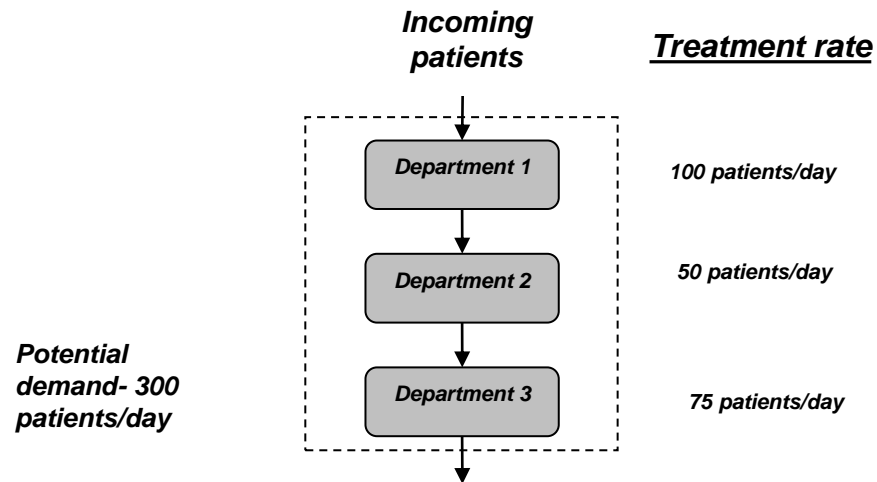 Incoming
patients
Treatment rate
Department 1
100 patients/day
Department 2
50 patients/day
Potential
demand- 300
patients/day
Department 3
75 patients/day